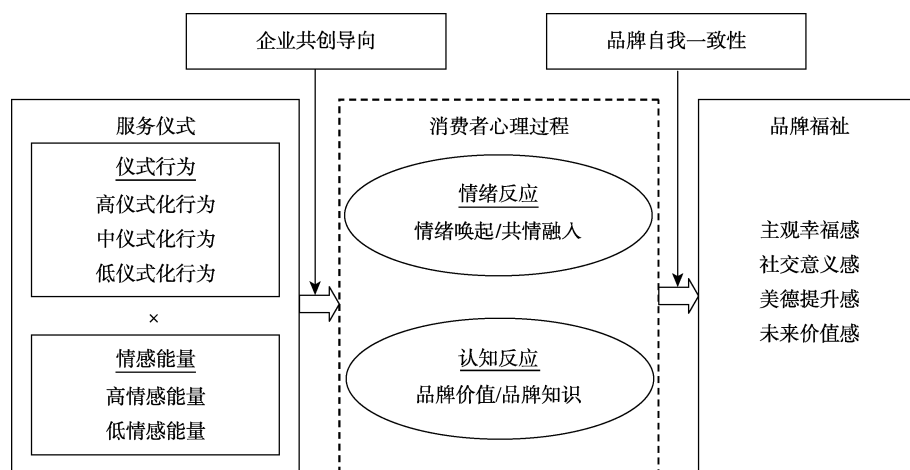 企业共创导向
品牌自我一致性
服务仪式
仪式行为
高仪式化行为
中仪式化行为
低仪式化行为
×
情感能量
高情感能量
低情感能量
消费者心理过程
情绪反应
情绪唤起/共情融入
认知反应
品牌价值/品牌知识
品牌福祉
主观幸福感
社交意义感
美德提升感
未来价值感